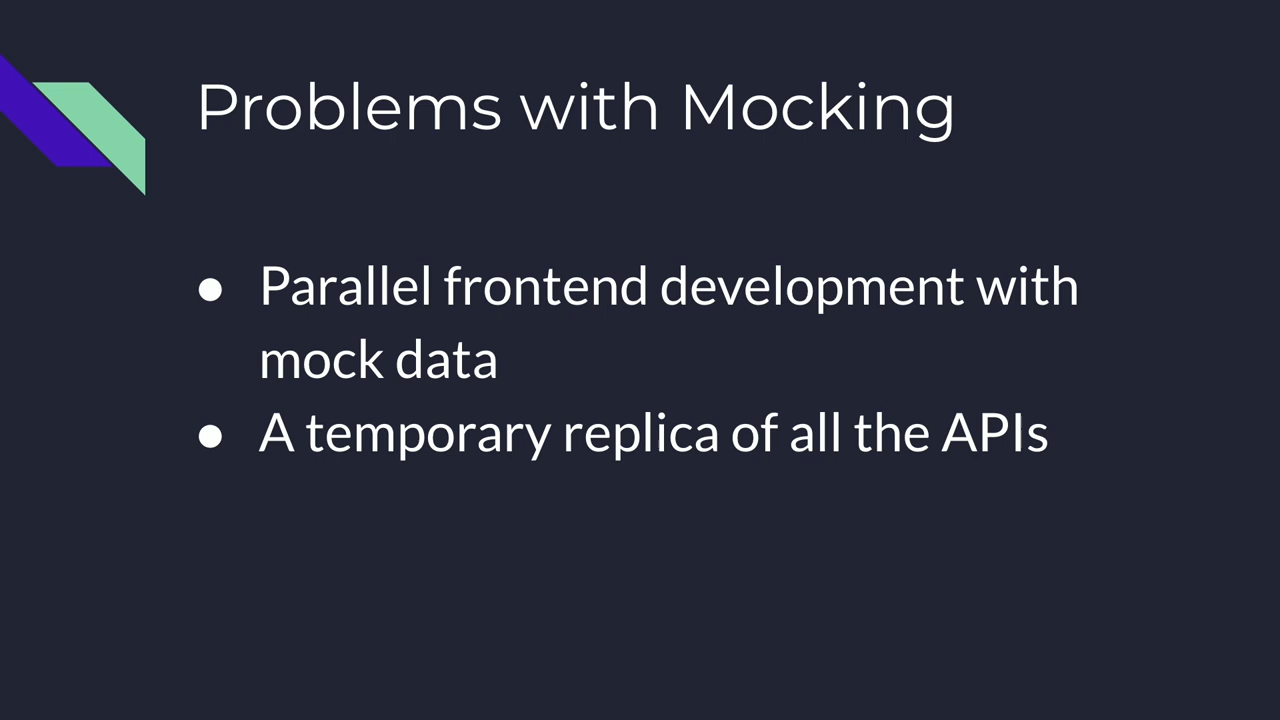 Problems with Mocking
● Parallel frontend development with
mock data
● A temporary replica of all the APIs